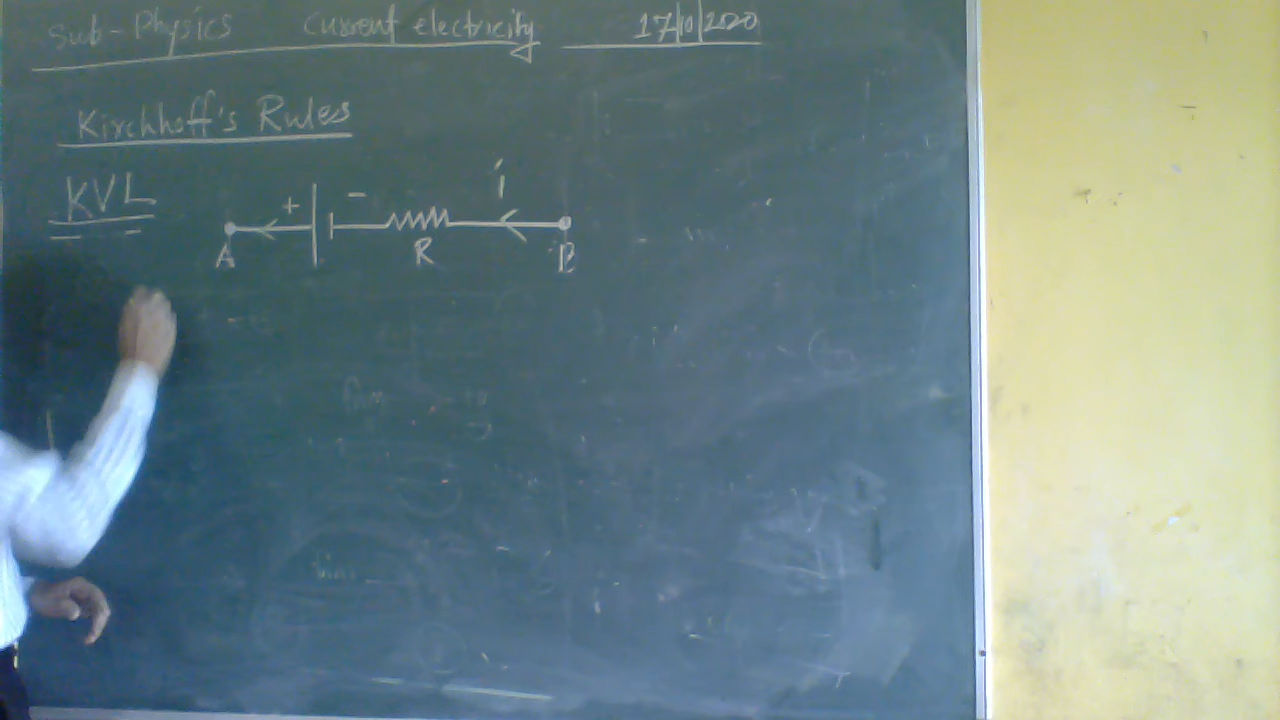 Sub-Physics Current electricity 17/10/2020
Kirchhoff's Rules
KVL
+ - i
A R B